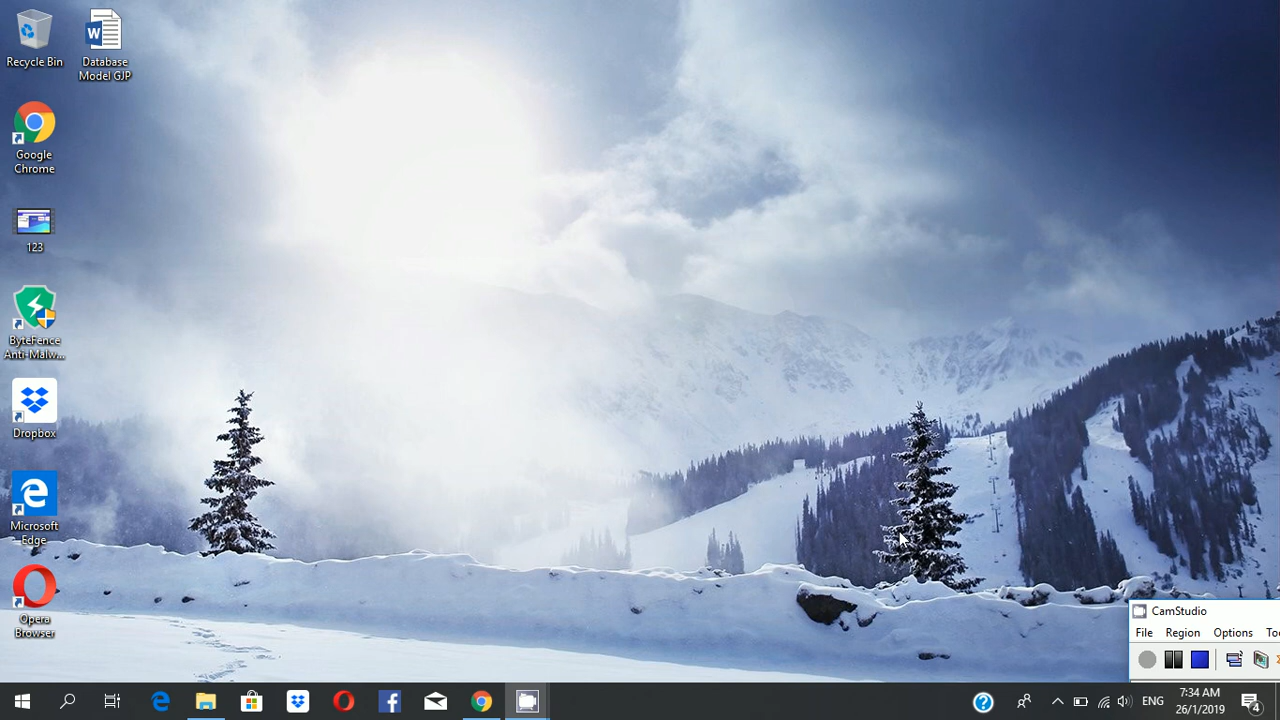 Recycle Bin
Database
Model GJP
Google
Chrome
123
ByteFence
Anti-Malw...
Dropbox
Microsoft
Edge
Opera
Browser
CamStudio
File Region Options Too
ENG
7:34 AM
26/1/2019
4